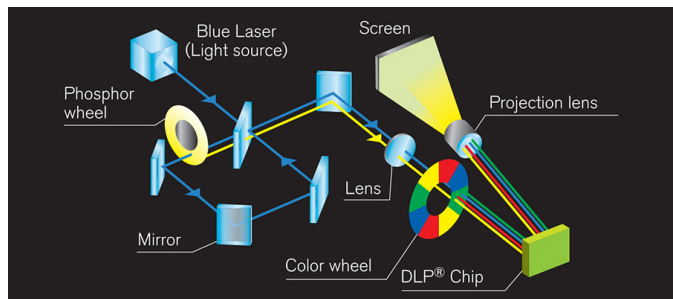 Blue Laser
(Light source)
Screen
Phosphor
wheel
Projection lens
Lens
Mirror
Color wheel
DLP® Chip